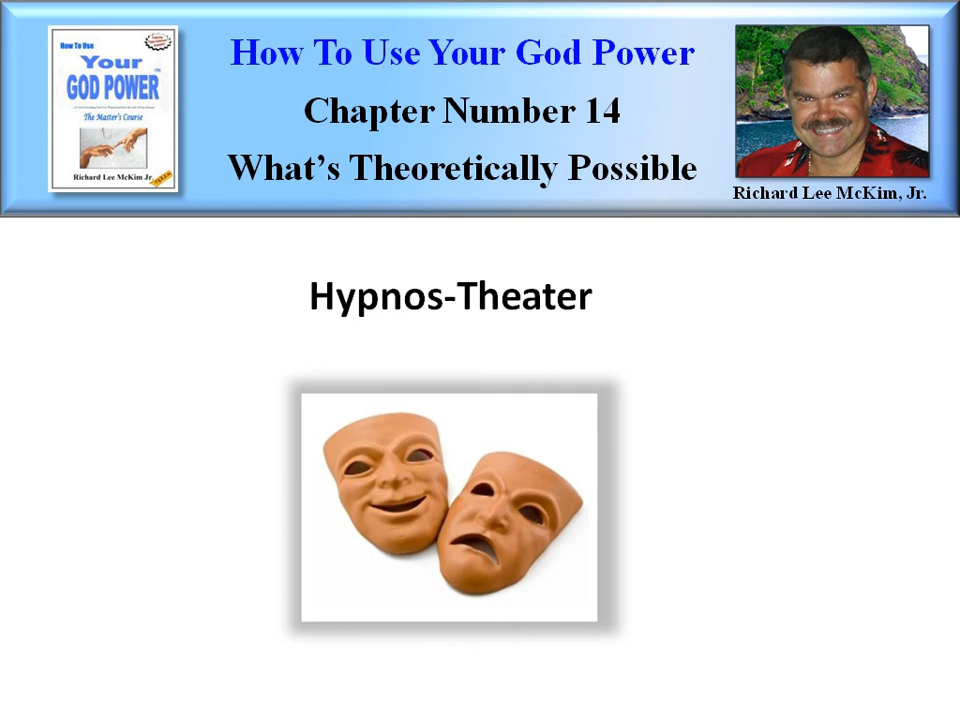 How To Use Your God Power
Chapter Number 14
What's Theoretically Possible
How To Use
Your
GOD POWER
The Master's Course
Richard Lee McKim Jr.
Richard Lee McKim, Jr.
Hypnos-Theater